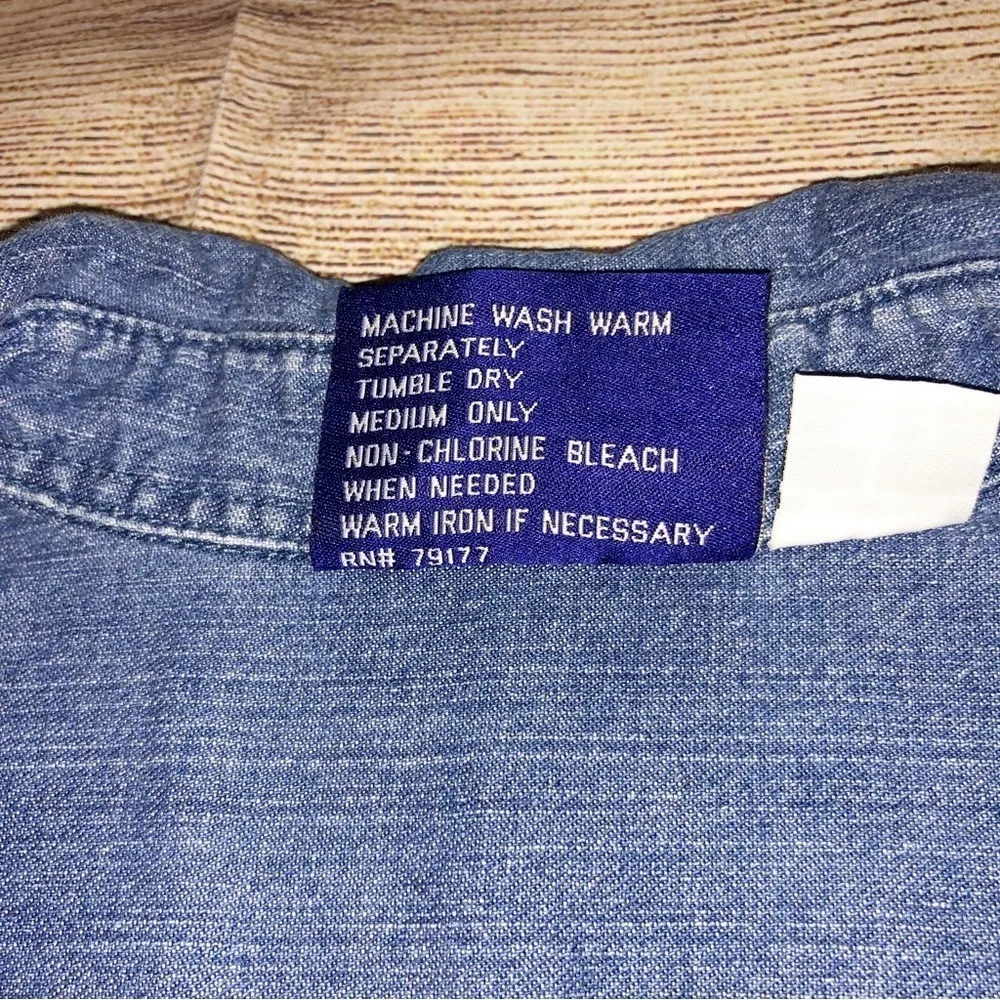 MACHINE WASH WARM
SEPARATELY
TUMBLE DRY
MEDIUM ONLY
NON-CHLORINE BLEACH
WHEN NEEDED
WARM IRON IF NECESSARY
RN# 79177